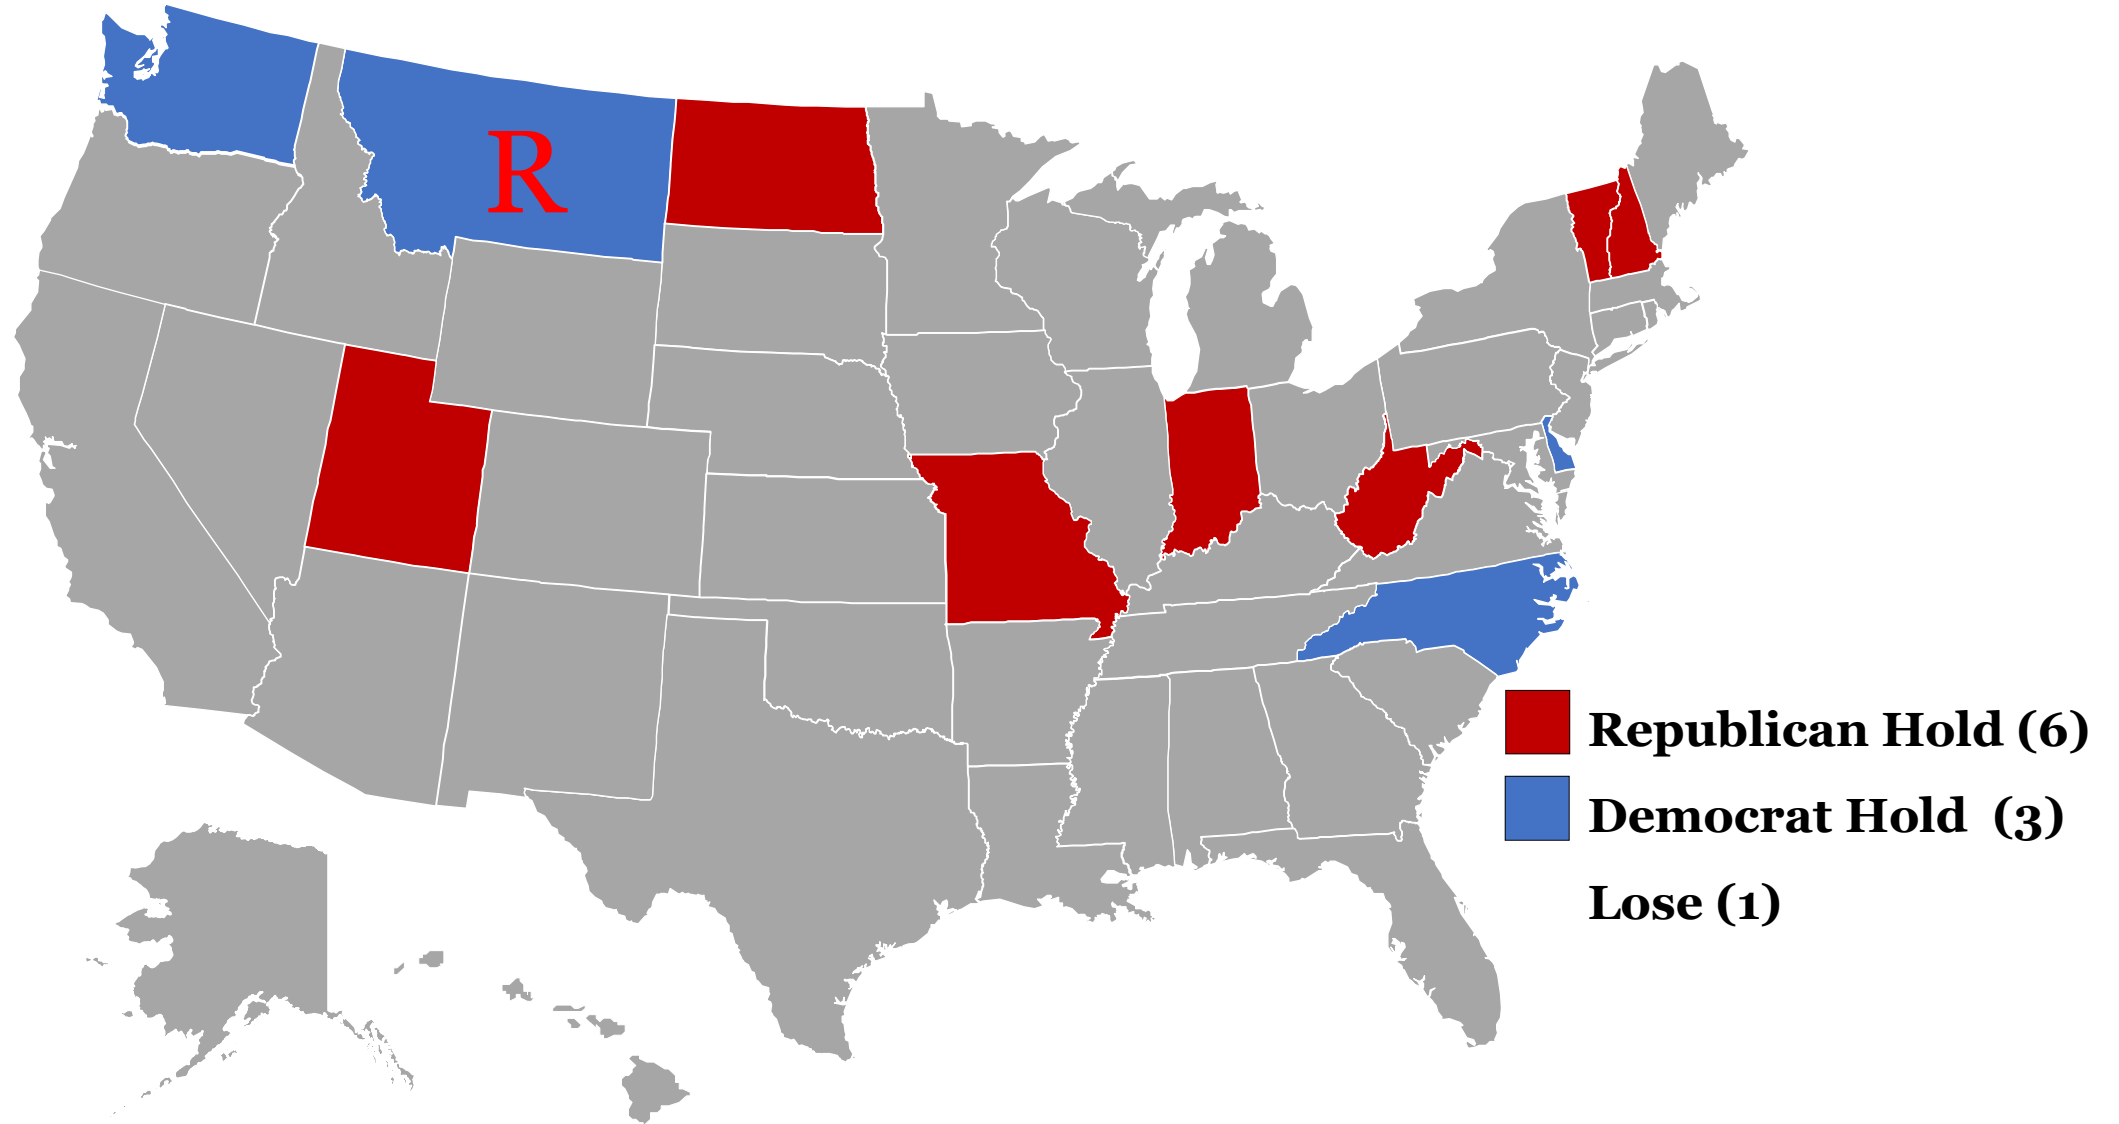 R
Republican Hold (6)
Democrat Hold (3)
Lose (1)